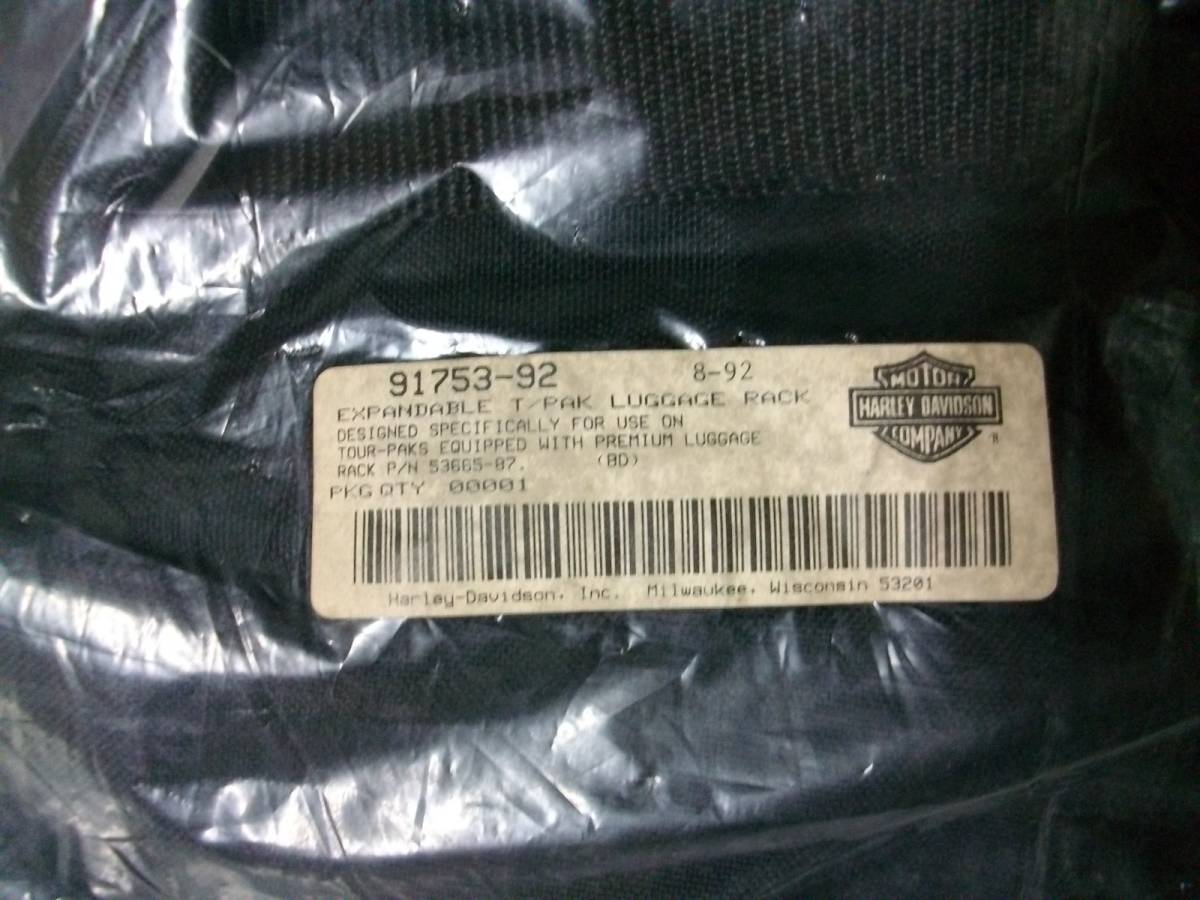 91753-92 8-92
EXPANDABLE T/PAK LUGGAGE RACK
DESIGNED SPECIFICALLY FOR USE ON
TOUR-PAKS EQUIPPED WITH PREMIUM LUGGAGE
RACK P/N 53665-87. (BD)
PKG QTY 00001
MOTOR
HARLEY DAVIDSON
COMPANY
®
Harley-Davidson, Inc. Milwaukee, Wisconsin 53201